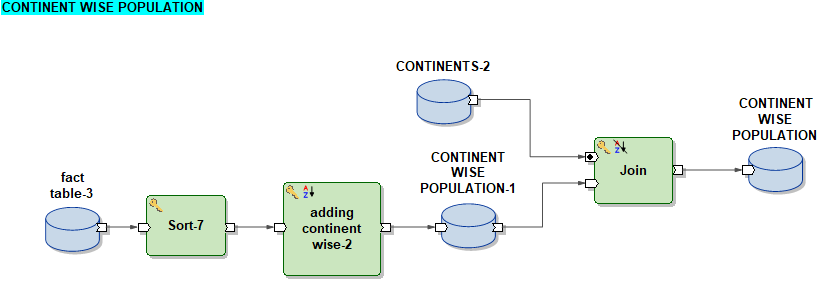 CONTINENT WISE POPULATION
CONTINENTS-2
CONTINENT
WISE
POPULATION
CONTINENT
WISE
POPULATION-1
Join
fact
table-3
Sort-7
adding
continent
wise-2